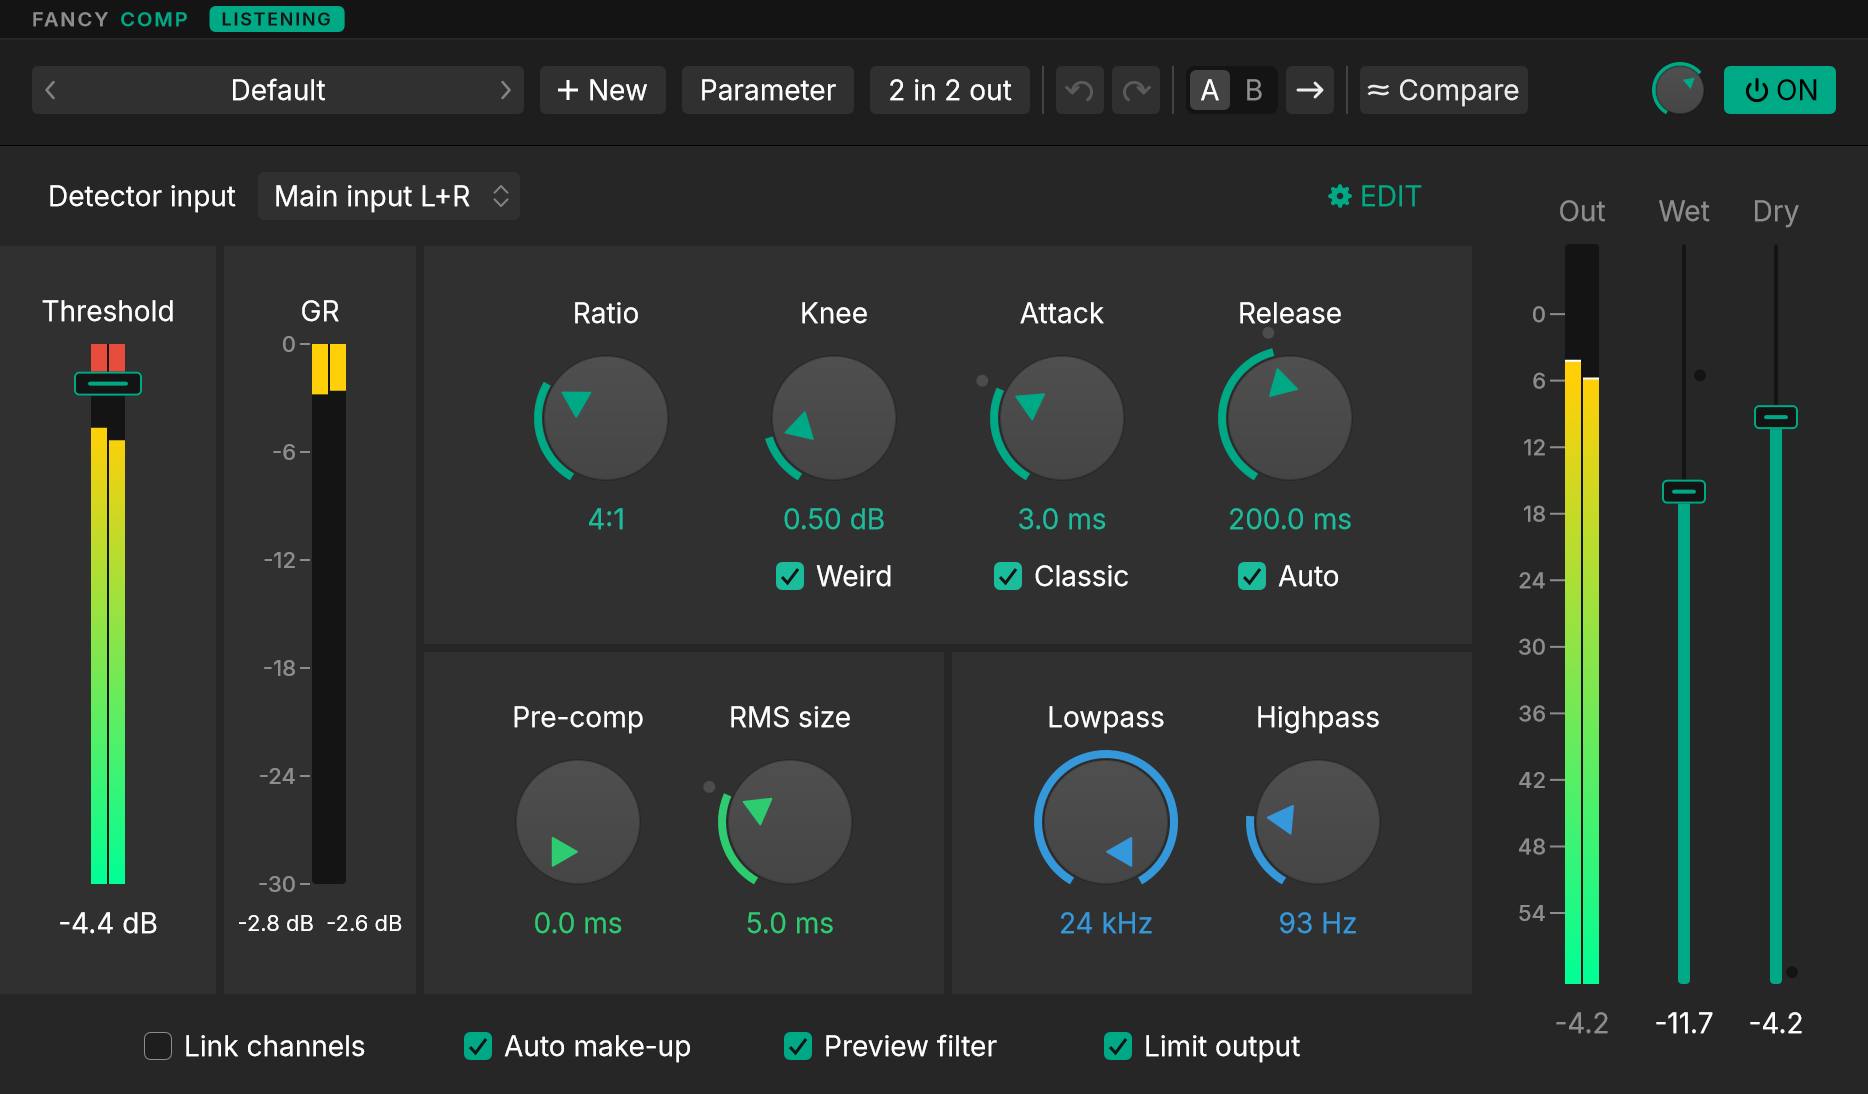 FANCY COMP LISTENING
Default
+ New
Parameter
2 in 2 out
A B
≈ Compare
ON
Detector input Main input L+R
EDIT
Out Wet Dry
Threshold
-4.4 dB
GR
0
-6
-12
-18
-24
-30
-2.8 dB -2.6 dB
Ratio Knee Attack Release
4:1 0.50 dB 3.0 ms 200.0 ms
Weird Classic Auto
Pre-comp RMS size
0.0 ms 5.0 ms
Lowpass Highpass
24 kHz 93 Hz
0
6
12
18
24
30
36
42
48
54
-4.2 -11.7 -4.2
Link channels Auto make-up Preview filter Limit output